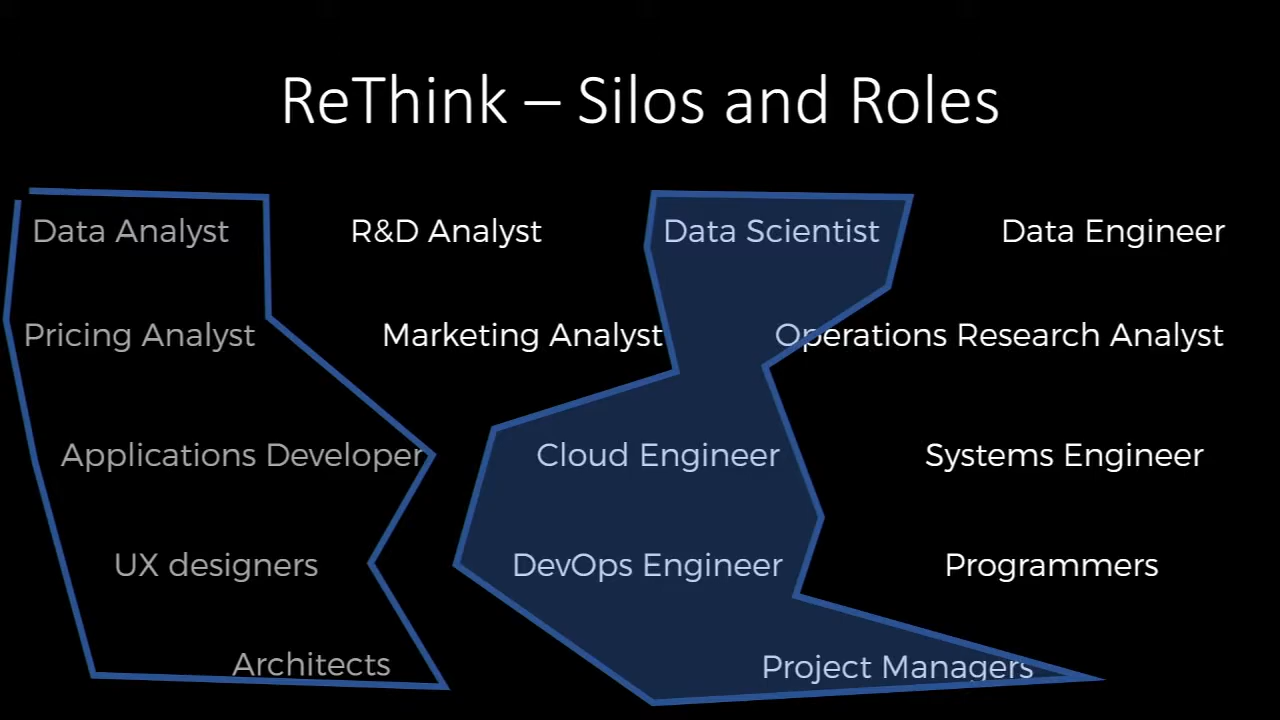 ReThink – Silos and Roles
Data Analyst
R&D Analyst
Data Scientist
Data Engineer
Pricing Analyst
Marketing Analyst
Operations Research Analyst
Applications Developer
Cloud Engineer
Systems Engineer
UX designers
DevOps Engineer
Programmers
Architects
Project Managers